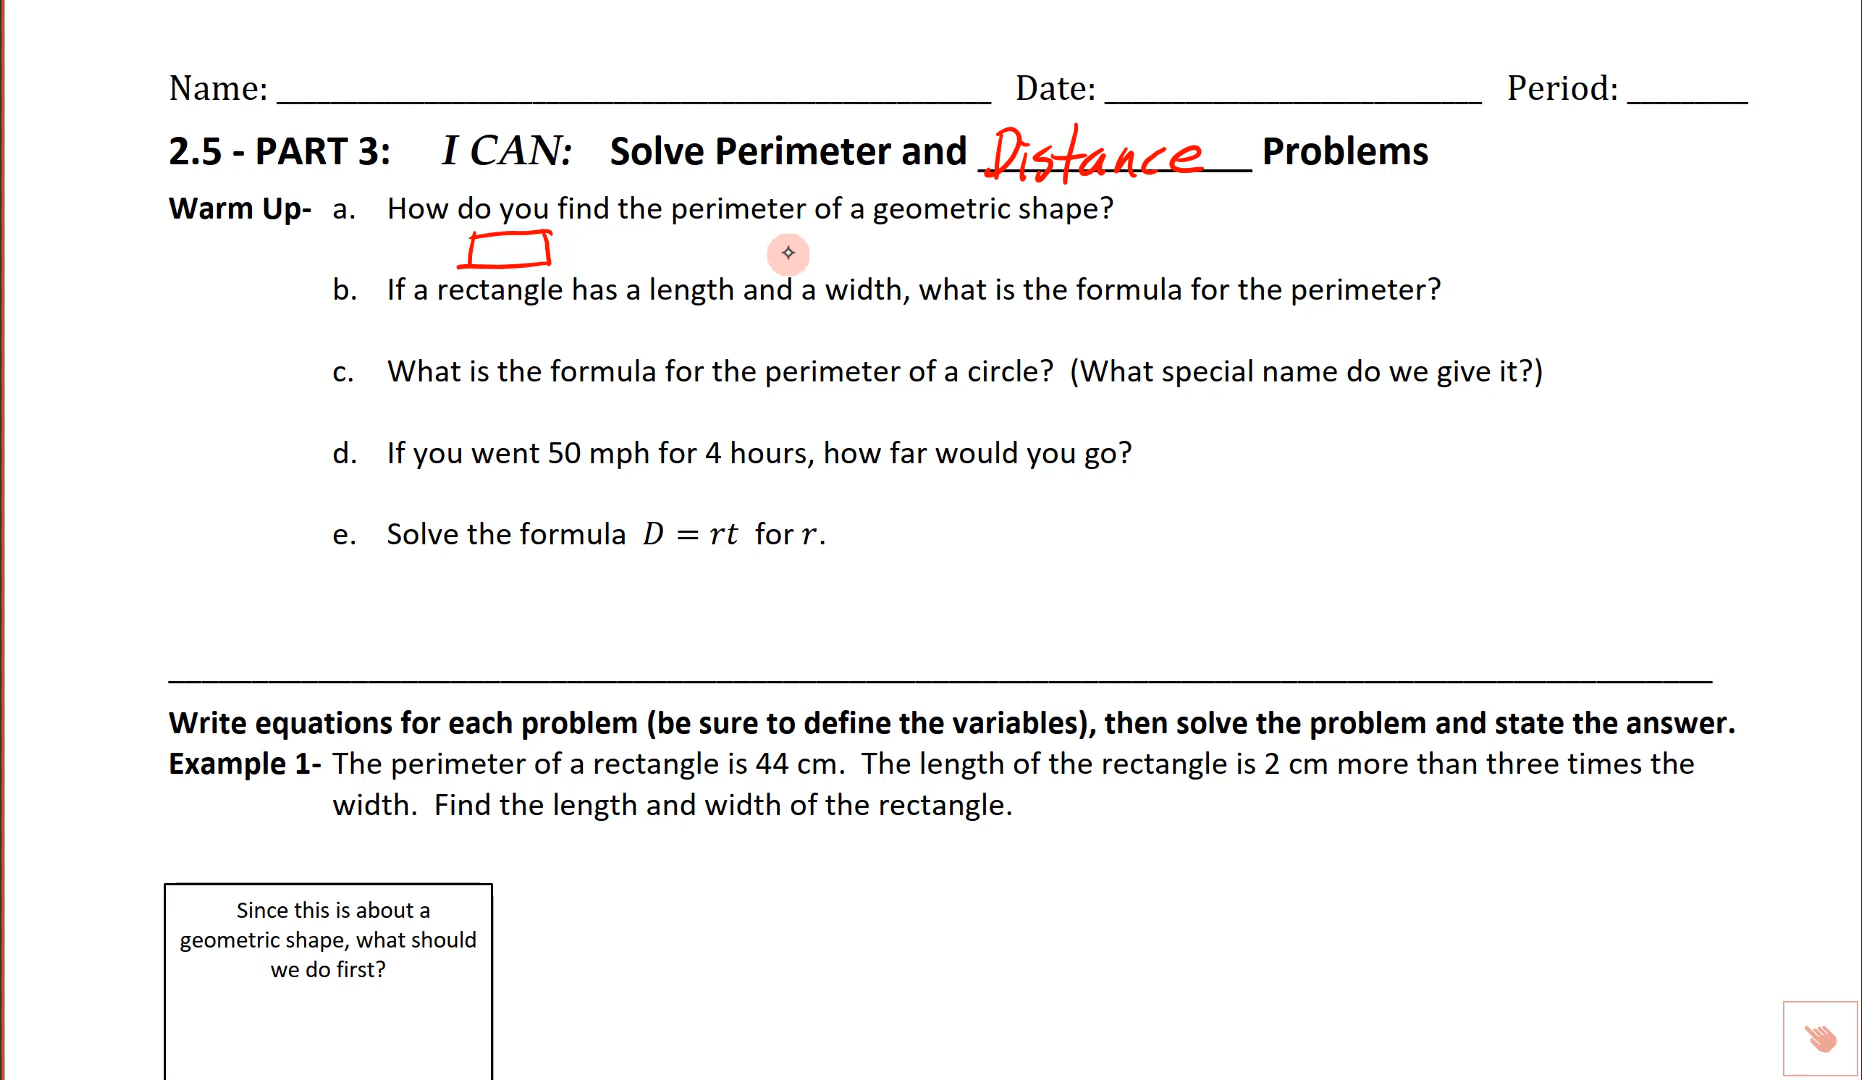 Name: ______________________ Date: ______________ Period: _____
2.5 - PART 3: I CAN: Solve Perimeter and Distance Problems
Warm Up- a. How do you find the perimeter of a geometric shape?
b. If a rectangle has a length and a width, what is the formula for the perimeter?
c. What is the formula for the perimeter of a circle? (What special name do we give it?)
d. If you went 50 mph for 4 hours, how far would you go?
e. Solve the formula D = rt for r.
Write equations for each problem (be sure to define the variables), then solve the problem and state the answer.
Example 1- The perimeter of a rectangle is 44 cm. The length of the rectangle is 2 cm more than three times the
width. Find the length and width of the rectangle.
Since this is about a
geometric shape, what should
we do first?